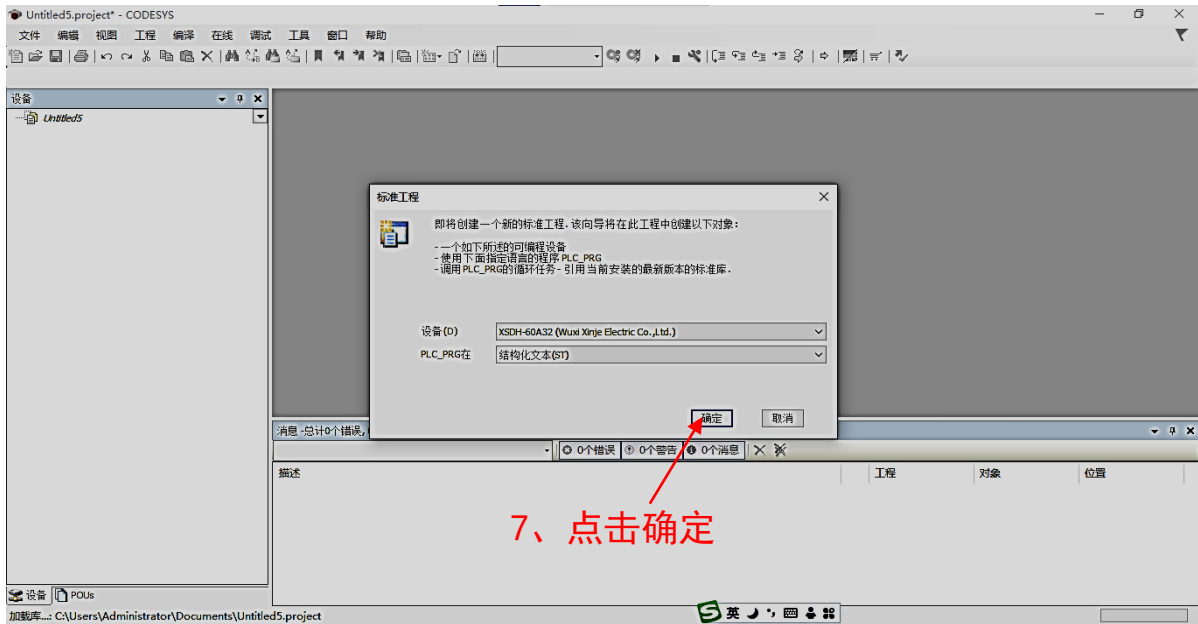 Untitled5.project* - CODESYS
文件 编辑 视图 工程 编译 在线 调试 工具 窗口 帮助
设备
Untitled5
标准工程
即将创建一个新的标准工程.该向导将在此工程中创建以下对象:
- 一个如下所述的可编程设备
- 使用下面指定语言的程序PLC_PRG
- 调用PLC_PRG的循环任务- 引用当前安装的最新版本的标准库.
设备(D) XSDH-60A32 (Wuxi Xinje Electric Co.,Ltd.)
PLC_PRG在 结构化文本(ST)
确定 取消
消息 -总计0个错误,
0个错误 0个警告 0个消息
描述 工程 对象 位置
7、点击确定
设备 POUs
加载库...: C:\Users\Administrator\Documents\Untitled5.project
英